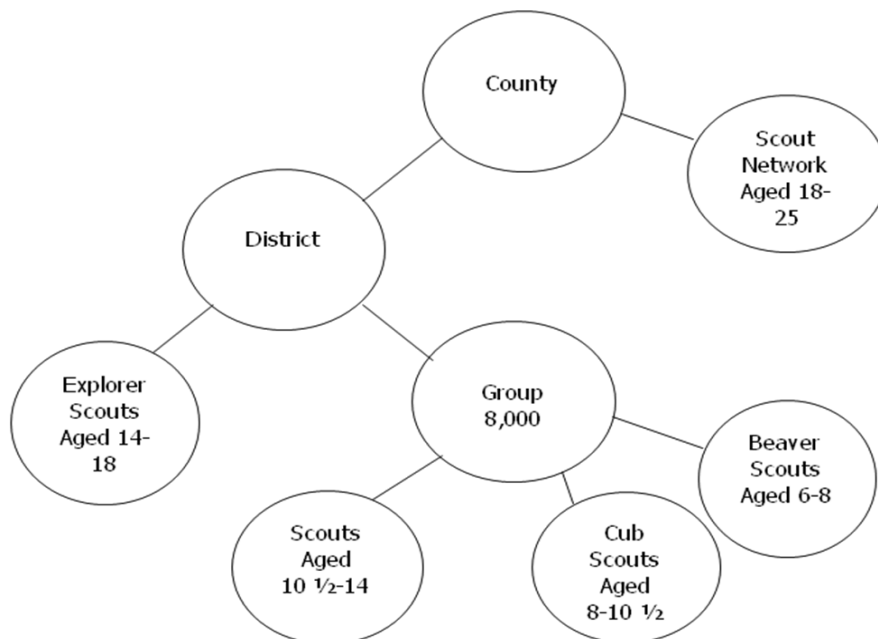 County
Scout
Network
Aged 18-
25
District
Explorer
Scouts
Aged 14-
18
Group
8,000
Beaver
Scouts
Aged 6-8
Scouts
Aged
10 ½-14
Cub
Scouts
Aged
8-10 ½